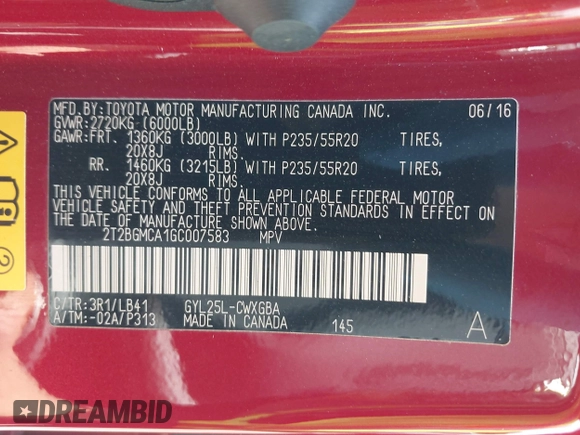 MFD.BY:TOYOTA MOTOR MANUFACTURING CANADA INC. 06/16
GVWR:2720KG (6000LB)
GAWR:FRT. 1360KG (3000LB) WITH P235/55R20 TIRES,
20X8J RIMS.
RR. 1460KG (3215LB) WITH P235/55R20 TIRES,
20X8J RIMS.
THIS VEHICLE CONFORMS TO ALL APPLICABLE FEDERAL MOTOR
VEHICLE SAFETY AND THEFT PREVENTION STANDARDS IN EFFECT ON
THE DATE OF MANUFACTURE SHOWN ABOVE.
2T2BGMCA1GC007583 MPV
C/TR:3R1/LB41 GYL25L-CWXGBA
A/TM:-02A/P313 MADE IN CANADA 145 A
2
DREAMBID